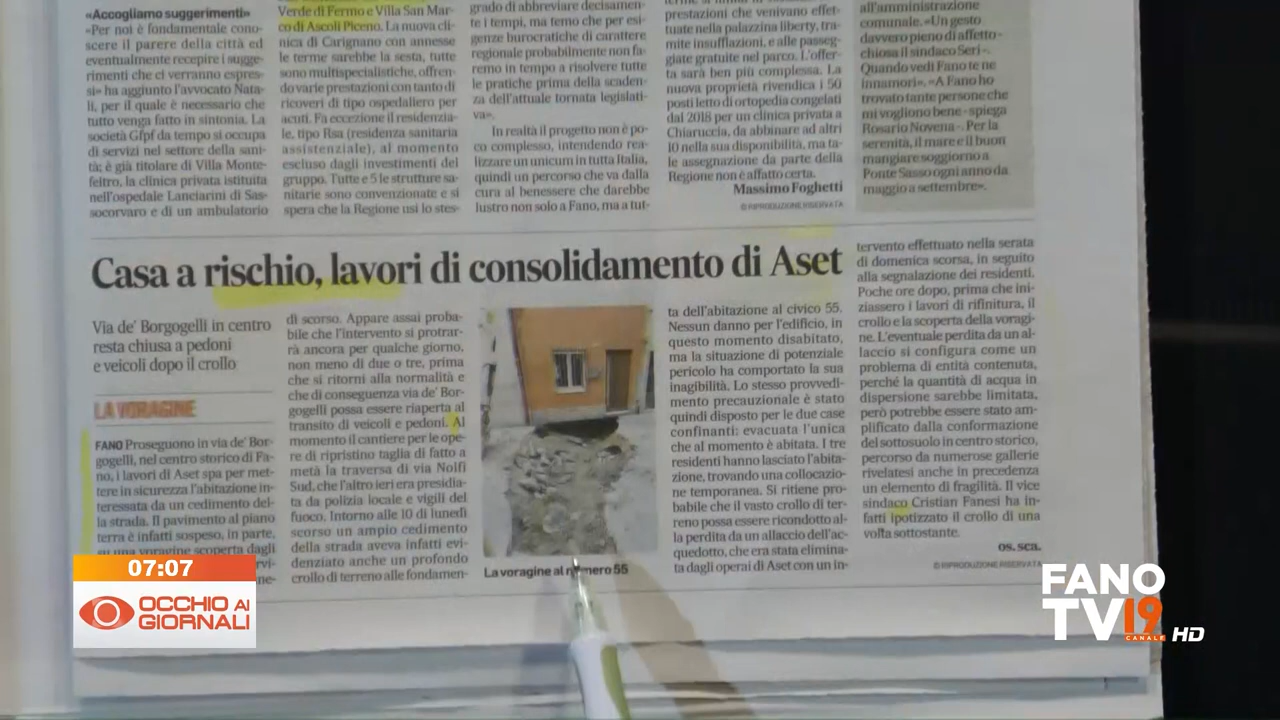 «Accogliamo suggerimenti»
«Per noi è fondamentale cono-
scere il parere della città ed
eventualmente recepire i sugge-
rimenti che ci verranno espres-
si» ha aggiunto l'avvocato Nata-
li, per il quale è necessario che
tutto venga fatto in sintonia. La
società Gfpf da tempo si occupa
di servizi nel settore della sani-
tà; è già titolare di Villa Monte-
feltro, la clinica privata istituita
nell'ospedale Lanciarini di Sas-
socorvaro e di un ambulatorio
Verde di Fermo e Villa San Mar-
co di Ascoli Piceno. La nuova cli-
nica di Carignano con annesse
le terme sarebbe la sesta, tutte
sono multispecialistiche, offren-
do varie prestazioni con tanto di
ricoveri di tipo ospedaliero per
acuti. Fa eccezione il residenzia-
le, tipo Rsa (residenza sanitaria
assistenziale), al momento
escluso dagli investimenti del
gruppo. Tutte e 5 le strutture sa-
nitarie sono convenzionate e si
spera che la Regione usi lo stes-
grado di abbreviare decisamen-
te i tempi, ma temo che per esi-
genze burocratiche di carattere
regionale probabilmente non fa-
remo in tempo a risolvere tutte
le pratiche prima della scaden-
za dell'attuale tornata legislati-
va».
In realtà il progetto non è po-
co complesso, intendendo rea-
lizzare un unicum in tutta Italia,
quindi un percorso che va dalla
cura al benessere che darebbe
lustro non solo a Fano, ma a tut-
prestazioni che venivano effet-
tuate nella palazzina liberty, tra-
mite insufflazioni, e alle passeg-
giate gratuite nel parco. L'offer-
ta sarà ben più complessa. La
nuova proprietà rivendica i 50
posti letto di ortopedia congelati
dal 2018 per un clinica privata a
Chiaruccia, da abbinare ad altri
10 nella sua disponibilità, ma ta-
le assegnazione da parte della
Regione non è affatto certa.
Massimo Foghetti
© RIPRODUZIONE RISERVATA
all'amministrazione
comunale. «Un gesto
davvero pieno di affetto -
chiosa il sindaco Seri -.
Quando vedi Fano te ne
innamori». «A Fano ho
trovato tante persone che
mi vogliono bene - spiega
Rosario Novena -. Per la
serenità, il mare e il buon
mangiare soggiorno a
Ponte Sasso ogni anno da
maggio a settembre».
Casa a rischio, lavori di consolidamento di Aset
Via de' Borgogelli in centro
resta chiusa a pedoni
e veicoli dopo il crollo
LA VORAGINE
FANO Proseguono in via de' Bor-
gogelli, nel centro storico di Fa-
no, i lavori di Aset spa per met-
tere in sicurezza l'abitazione in-
teressata da un cedimento del-
la strada. Il pavimento al piano
terra è infatti sospeso, in parte,
su una voragine scoperta dagli
di scorso. Appare assai proba-
bile che l'intervento si protrar-
rà ancora per qualche giorno,
non meno di due o tre, prima
che si ritorni alla normalità e
che di conseguenza via de' Bor-
gogelli possa essere riaperta al
transito di veicoli e pedoni. Al
momento il cantiere per le ope-
re di ripristino taglia di fatto a
metà la traversa di via Nolfi
Sud, che l'altro ieri era presidia-
ta da polizia locale e vigili del
fuoco. Intorno alle 10 di lunedì
scorso un ampio cedimento
della strada aveva infatti evi-
denziato anche un profondo
crollo di terreno alle fondamen-
La voragine al numero 55
ta dell'abitazione al civico 55.
Nessun danno per l'edificio, in
questo momento disabitato,
ma la situazione di potenziale
pericolo ha comportato la sua
inagibilità. Lo stesso provvedi-
mento precauzionale è stato
quindi disposto per le due case
confinanti: evacuata l'unica
che al momento è abitata. I tre
residenti hanno lasciato l'abita-
zione, trovando una collocazio-
ne temporanea. Si ritiene pro-
babile che il vasto crollo di ter-
reno possa essere ricondotto al-
la perdita da un allaccio dell'ac-
quedotto, che era stata elimina-
ta dagli operai di Aset con un in-
tervento effettuato nella serata
di domenica scorsa, in seguito
alla segnalazione dei residenti.
Poche ore dopo, prima che ini-
ziassero i lavori di rifinitura, il
crollo e la scoperta della voragi-
ne. L'eventuale perdita da un al-
laccio si configura come un
problema di entità contenuta,
perché la quantità di acqua in
dispersione sarebbe limitata,
però potrebbe essere stato am-
plificato dalla conformazione
del sottosuolo in centro storico,
percorso da numerose gallerie
rivelatesi anche in precedenza
un elemento di fragilità. Il vice
sindaco Cristian Fanesi ha in-
fatti ipotizzato il crollo di una
volta sottostante.
os. sca.
© RIPRODUZIONE RISERVATA
07:07
OCCHIO AI
GIORNALI
FANO
TV19
CANALE
HD